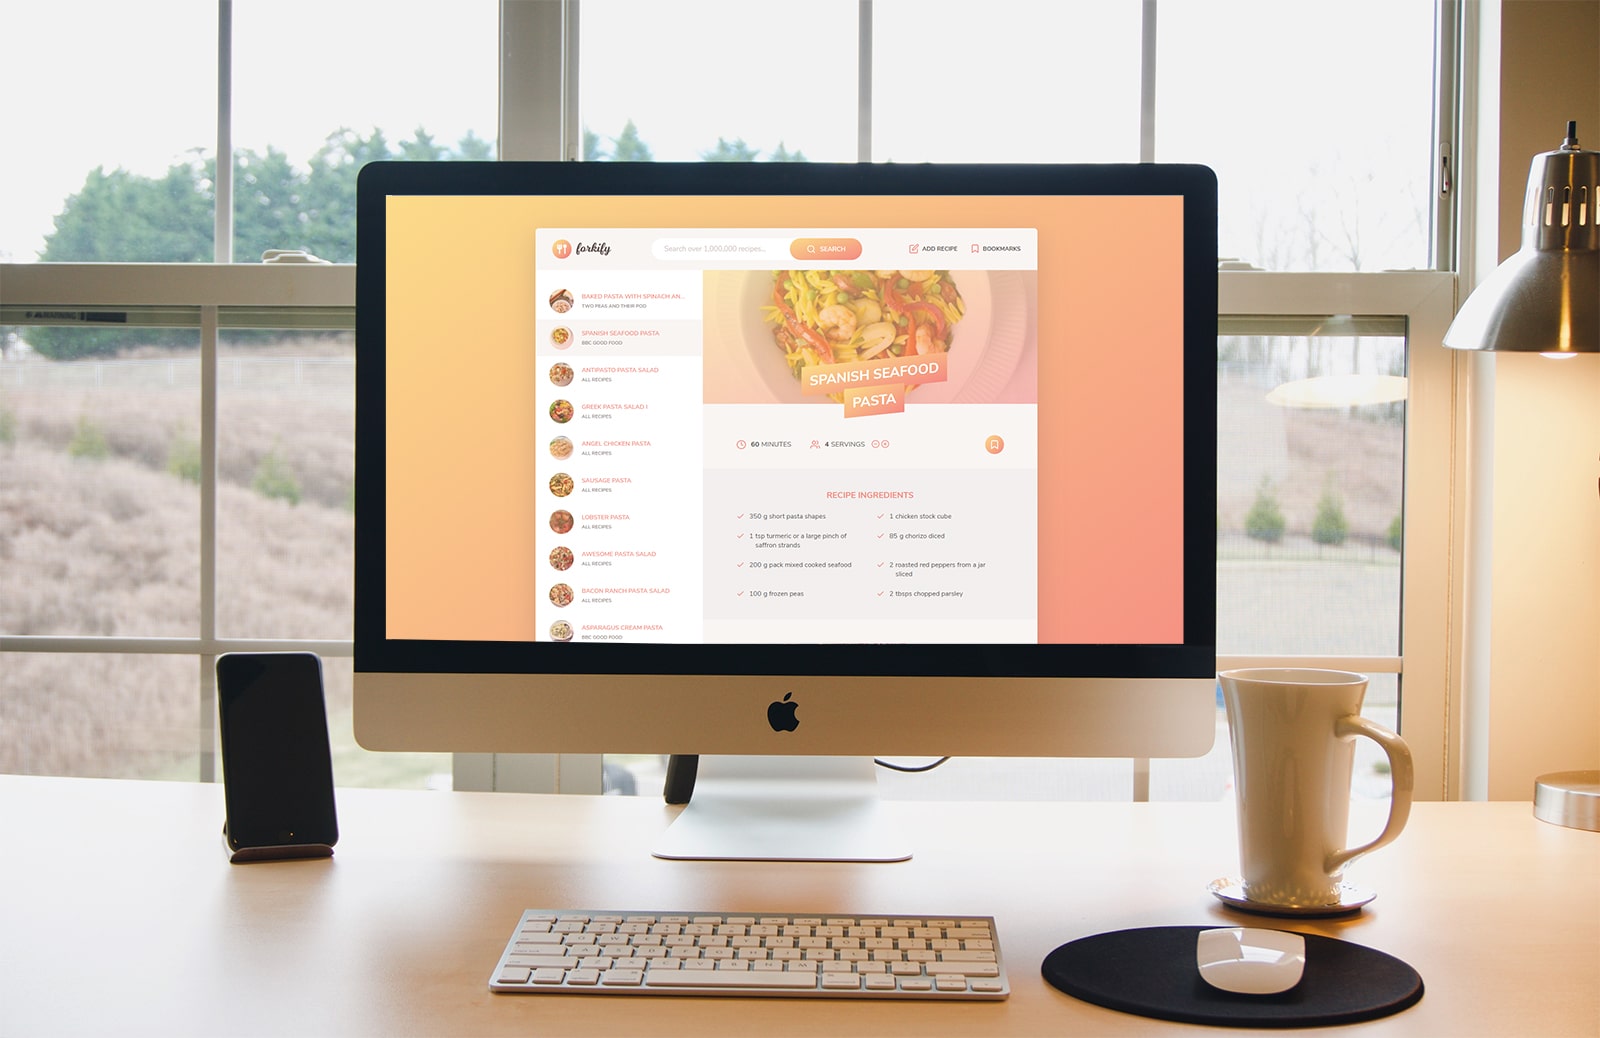 forkify
Search over 1,000,000 recipes...
SEARCH
ADD RECIPE
BOOKMARKS
BAKED PASTA WITH SPINACH AN...
TWO PEAS AND THEIR POD
SPANISH SEAFOOD PASTA
BBC GOOD FOOD
ANTIPASTO PASTA SALAD
ALL RECIPES
GREEK PASTA SALAD I
ALL RECIPES
ANGEL CHICKEN PASTA
ALL RECIPES
SAUSAGE PASTA
ALL RECIPES
LOBSTER PASTA
ALL RECIPES
AWESOME PASTA SALAD
ALL RECIPES
BACON RANCH PASTA SALAD
ALL RECIPES
ASPARAGUS CREAM PASTA
BBC GOOD FOOD
SPANISH SEAFOOD
PASTA
60 MINUTES
4 SERVINGS
RECIPE INGREDIENTS
350 g short pasta shapes
1 tsp turmeric or a large pinch of
saffron strands
200 g pack mixed cooked seafood
100 g frozen peas
1 chicken stock cube
85 g chorizo diced
2 roasted red peppers from a jar
sliced
2 tbsps chopped parsley
WARNING